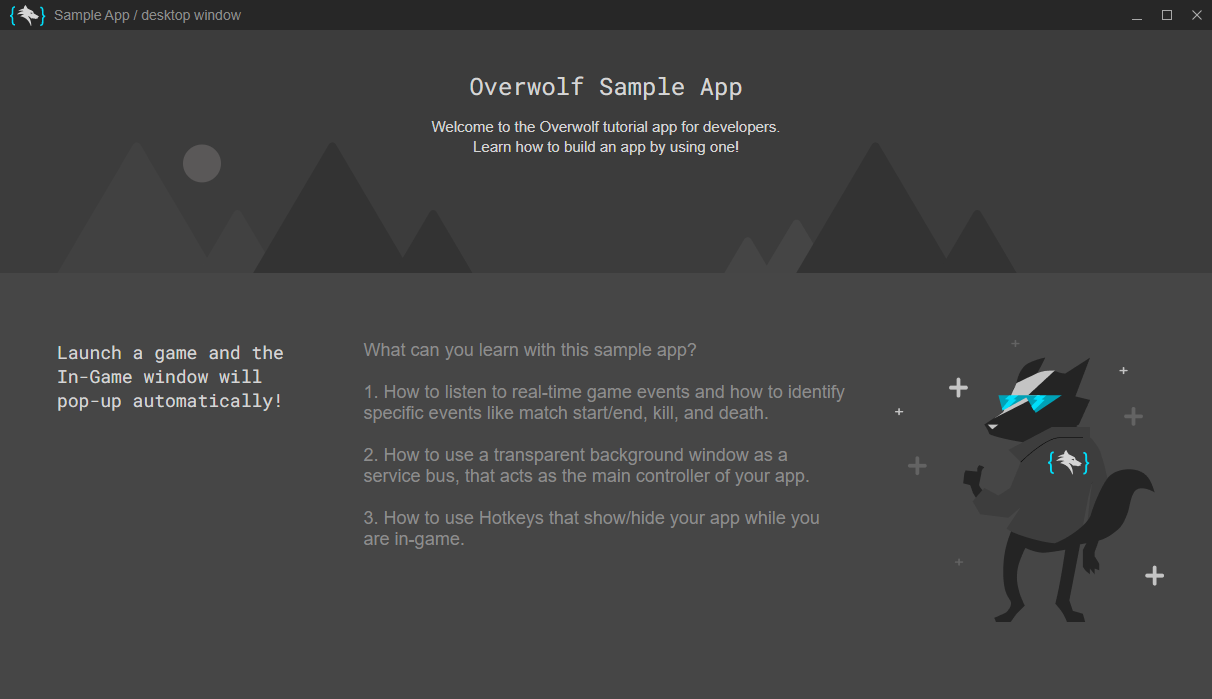 Sample App / desktop window
Overwolf Sample App
Welcome to the Overwolf tutorial app for developers.
Learn how to build an app by using one!
Launch a game and the
In-Game window will
pop-up automatically!
What can you learn with this sample app?
1. How to listen to real-time game events and how to identify
specific events like match start/end, kill, and death.
2. How to use a transparent background window as a
service bus, that acts as the main controller of your app.
3. How to use Hotkeys that show/hide your app while you
are in-game.